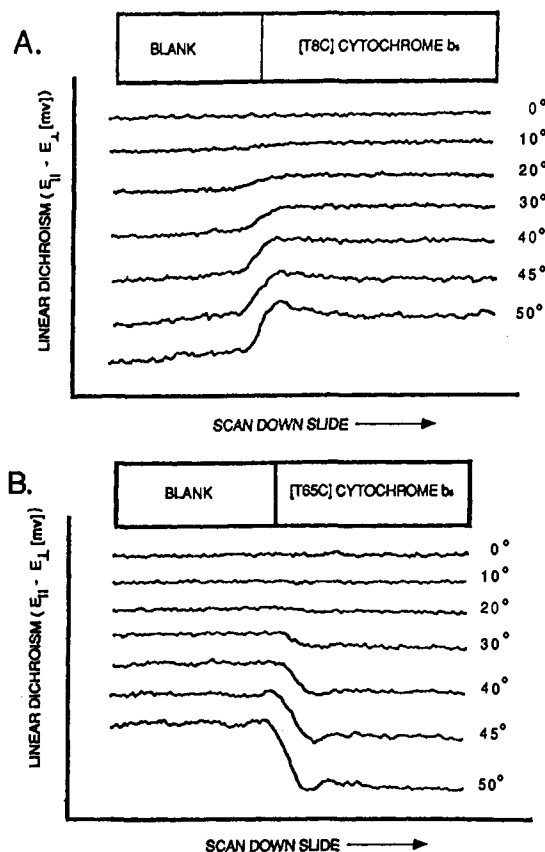 A.
BLANK
[T8C] CYTOCHROME b₅
LINEAR DICHROISM ( E|| - E⊥ [mv] )
0°
10°
20°
30°
40°
45°
50°
SCAN DOWN SLIDE
B.
BLANK
[T65C] CYTOCHROME b₅
LINEAR DICHROISM ( E|| - E⊥ [mv] )
0°
10°
20°
30°
40°
45°
50°
SCAN DOWN SLIDE